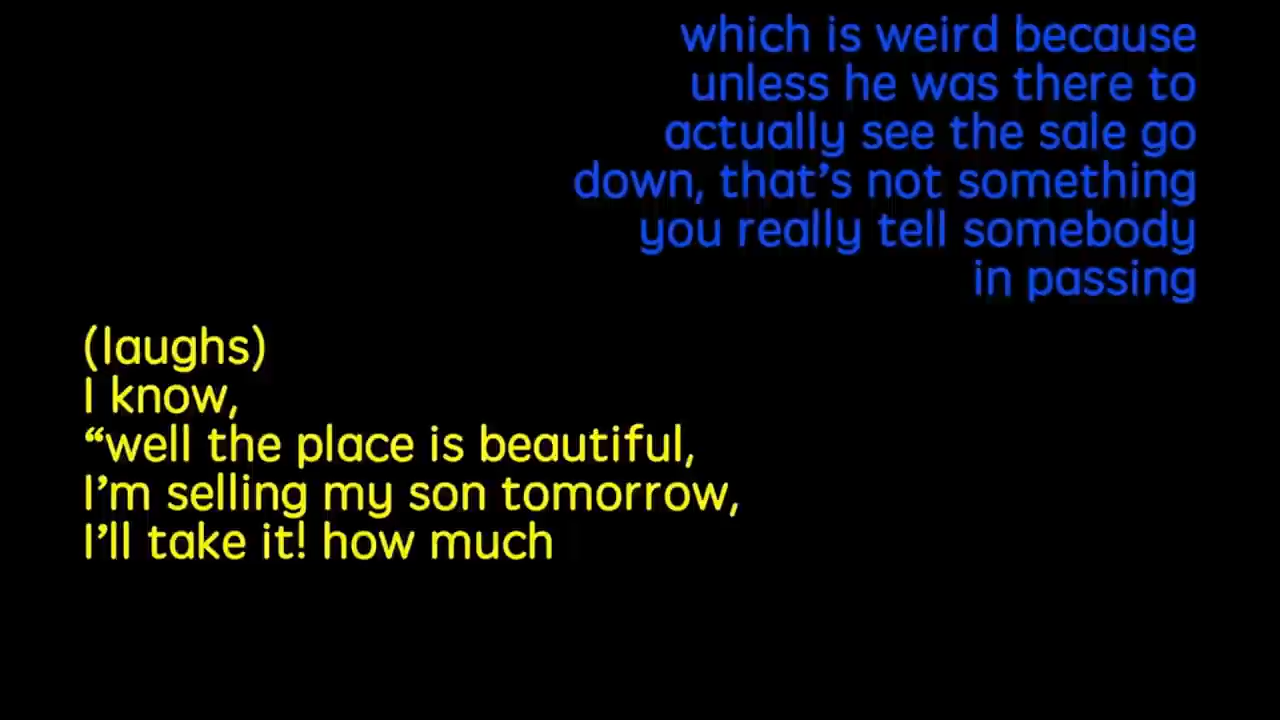 which is weird because
unless he was there to
actually see the sale go
down, that’s not something
you really tell somebody
in passing
(laughs)
I know,
“well the place is beautiful,
I’m selling my son tomorrow,
I’ll take it! how much